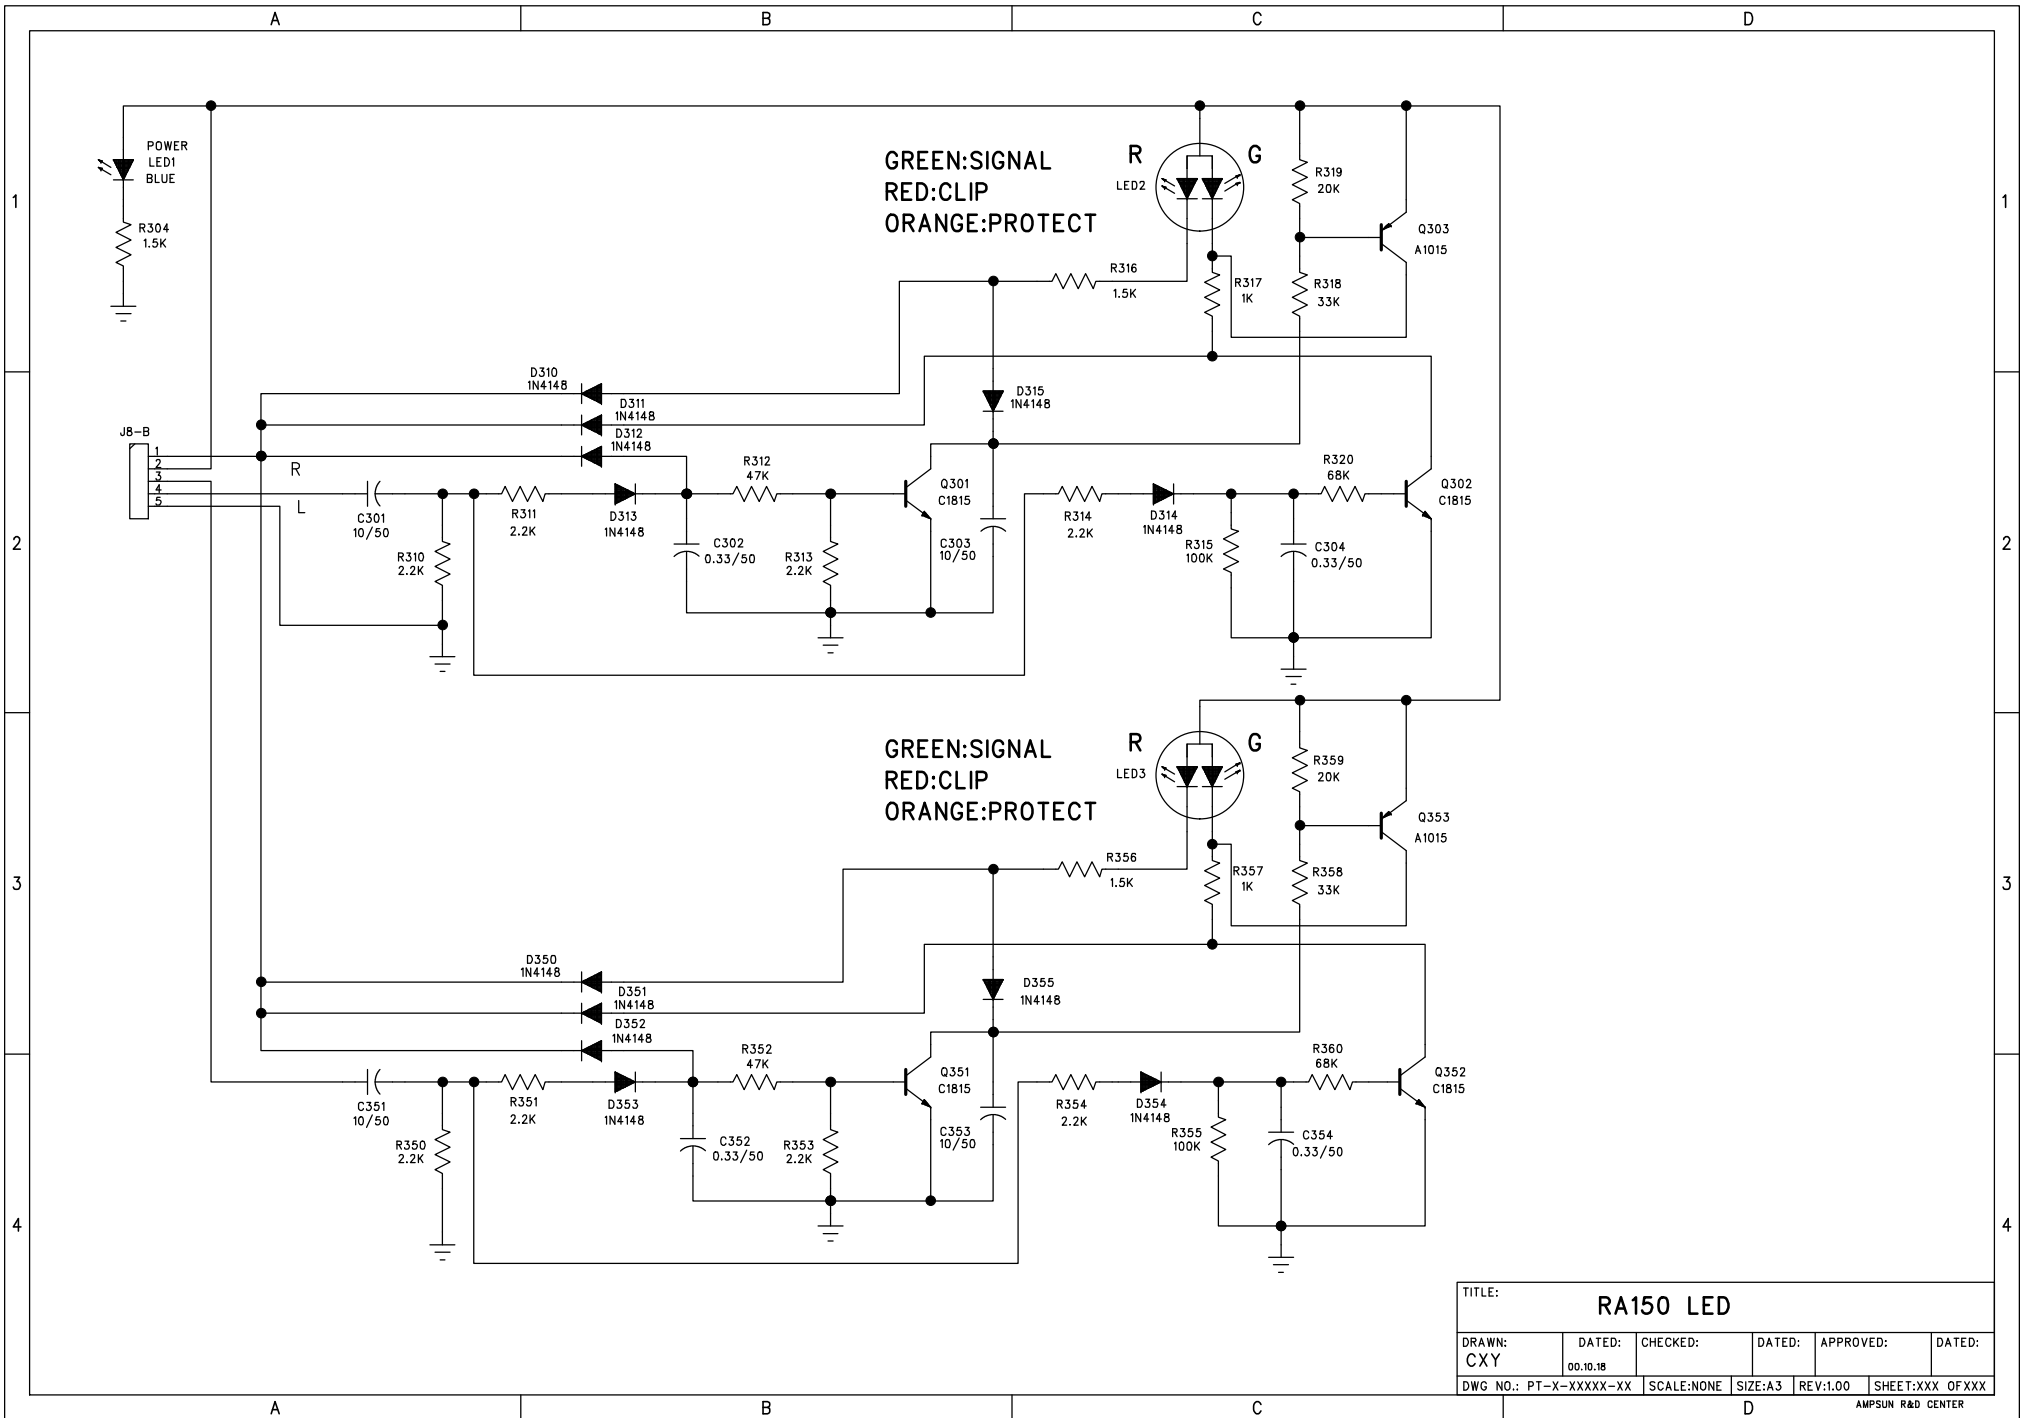 A B C D
POWER
LED1
BLUE
R304
1.5K
GREEN:SIGNAL
RED:CLIP
ORANGE:PROTECT
R
G
LED2
R319
20K
Q303
A1015
R316
1.5K
R317
1K
R318
33K
1
1
D310
1N4148
D311
1N4148
D312
1N4148
D315
1N4148
J8-B
1
2
3
4
5
R
L
C301
10/50
R310
2.2K
R311
2.2K
D313
1N4148
C302
0.33/50
R312
47K
R313
2.2K
Q301
C1815
C303
10/50
R314
2.2K
D314
1N4148
R315
100K
C304
0.33/50
R320
68K
Q302
C1815
2
2
GREEN:SIGNAL
RED:CLIP
ORANGE:PROTECT
R
G
LED3
R359
20K
Q353
A1015
R356
1.5K
R357
1K
R358
33K
3
3
D350
1N4148
D351
1N4148
D352
1N4148
D355
1N4148
C351
10/50
R350
2.2K
R351
2.2K
D353
1N4148
C352
0.33/50
R352
47K
R353
2.2K
Q351
C1815
C353
10/50
R354
2.2K
D354
1N4148
R355
100K
C354
0.33/50
R360
68K
Q352
C1815
4
4
TITLE:
RA150 LED
DRAWN: DATED: CHECKED: DATED: APPROVED: DATED:
CXY 00.10.18
DWG NO.: PT-X-XXXXX-XX SCALE:NONE SIZE:A3 REV:1.00 SHEET:XXX OFXXX
A B C D
AMPSUN R&D CENTER